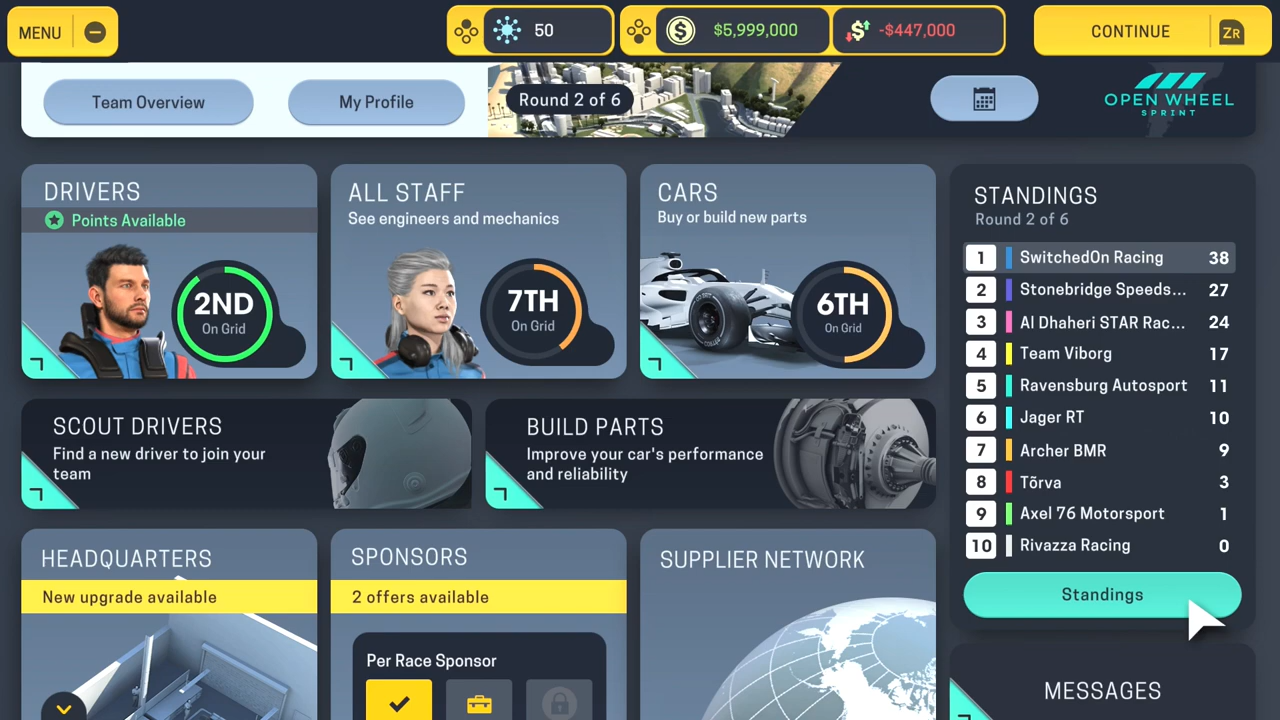 MENU
50
$5,999,000
-$447,000
CONTINUE
ZR
Team Overview
My Profile
Round 2 of 6
OPEN WHEEL
SPRINT
DRIVERS
Points Available
2ND
On Grid
ALL STAFF
See engineers and mechanics
7TH
On Grid
CARS
Buy or build new parts
6TH
On Grid
STANDINGS
Round 2 of 6
1 SwitchedOn Racing 38
2 Stonebridge Speeds... 27
3 Al Dhaheri STAR Rac... 24
4 Team Viborg 17
5 Ravensburg Autosport 11
6 Jager RT 10
7 Archer BMR 9
8 Tõrva 3
9 Axel 76 Motorsport 1
10 Rivazza Racing 0
Standings
SCOUT DRIVERS
Find a new driver to join your
team
BUILD PARTS
Improve your car's performance
and reliability
HEADQUARTERS
New upgrade available
SPONSORS
2 offers available
Per Race Sponsor
SUPPLIER NETWORK
MESSAGES